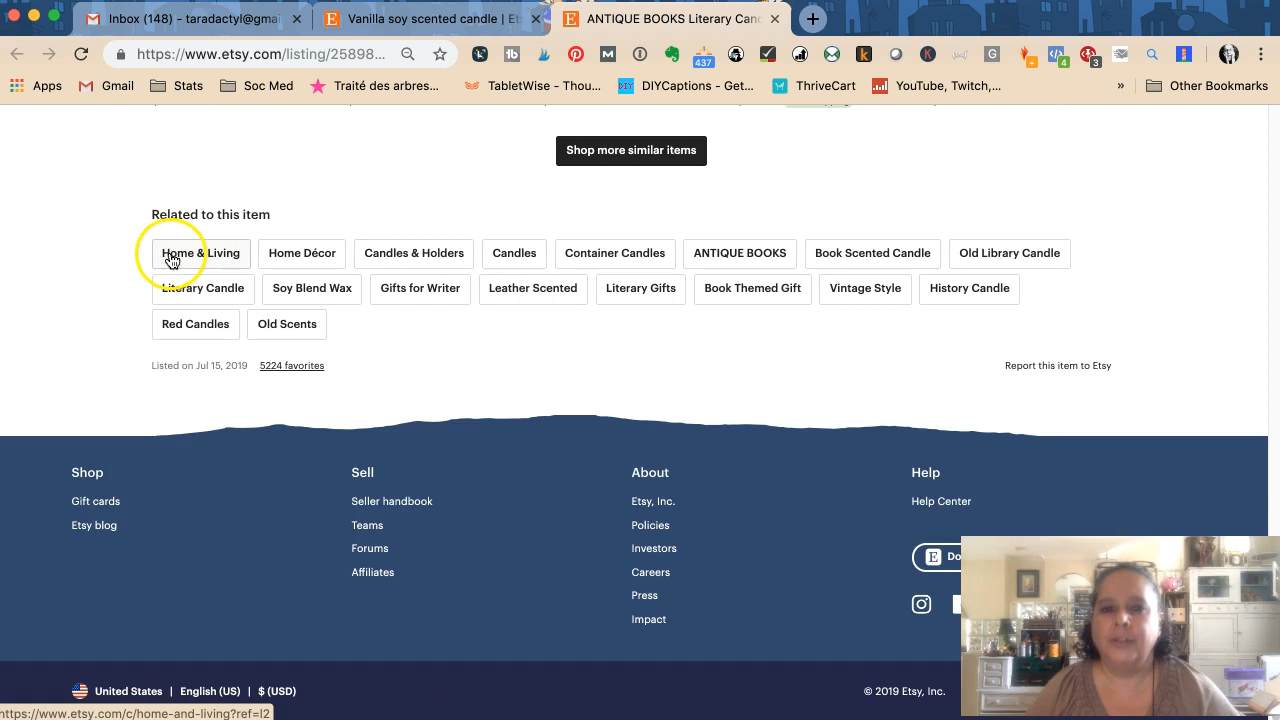 Inbox (148) - taradactyl@gmai
Vanilla soy scented candle | Ets
ANTIQUE BOOKS Literary Cand
https://www.etsy.com/listing/25898...
437
4
3
Apps
Gmail
Stats
Soc Med
Traité des arbres...
TabletWise - Thou...
DIYCaptions - Get...
ThriveCart
YouTube, Twitch,...
»
Other Bookmarks
Shop more similar items
Related to this item
Home & Living
Home Décor
Candles & Holders
Candles
Container Candles
ANTIQUE BOOKS
Book Scented Candle
Old Library Candle
Literary Candle
Soy Blend Wax
Gifts for Writer
Leather Scented
Literary Gifts
Book Themed Gift
Vintage Style
History Candle
Red Candles
Old Scents
Listed on Jul 15, 2019
5224 favorites
Report this item to Etsy
Shop
Sell
About
Help
Gift cards
Seller handbook
Etsy, Inc.
Help Center
Etsy blog
Teams
Policies
Forums
Investors
E
Do
Affiliates
Careers
Press
Impact
United States | English (US) | $ (USD)
© 2019 Etsy, Inc.
https://www.etsy.com/c/home-and-living?ref=l2